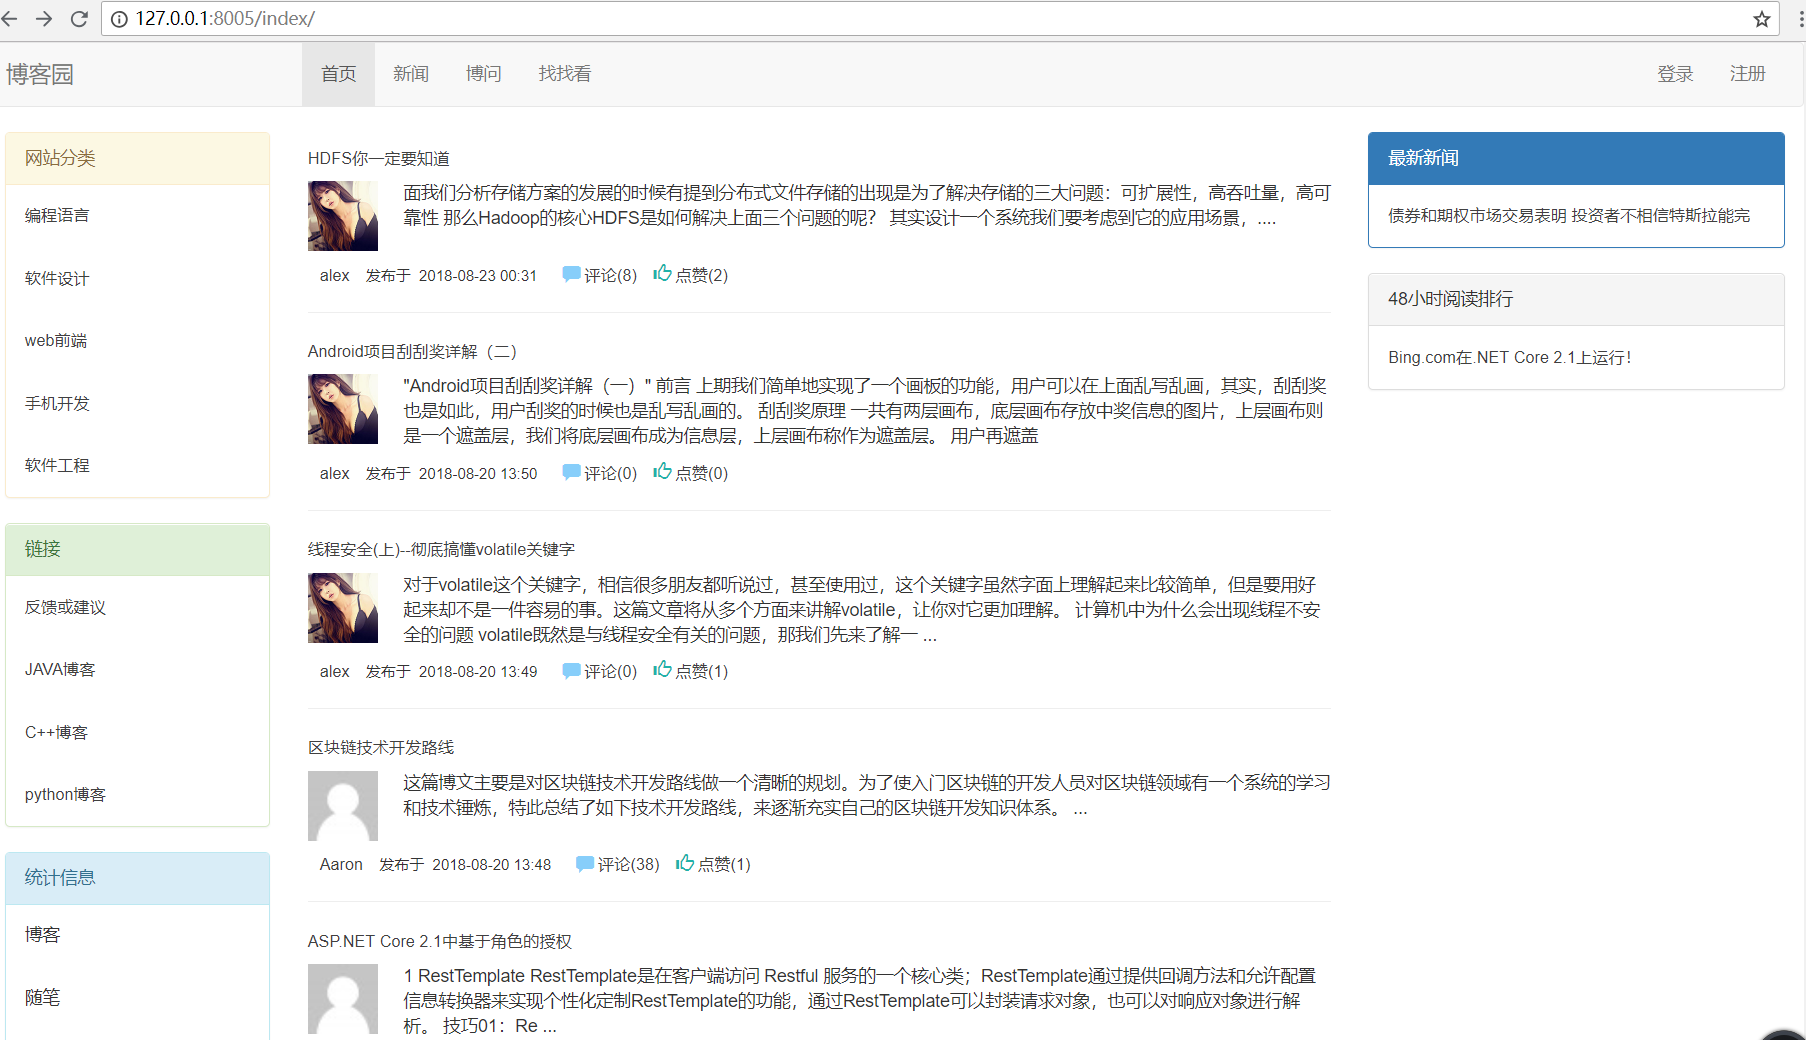 127.0.0.1:8005/index/
博客园
首页 新闻 博问 找找看
登录 注册
网站分类
编程语言
软件设计
web前端
手机开发
软件工程
链接
反馈或建议
JAVA博客
C++博客
python博客
统计信息
博客
随笔
HDFS你一定要知道
面我们分析存储方案的发展的时候有提到分布式文件存储的出现是为了解决存储的三大问题：可扩展性，高吞吐量，高可
靠性 那么Hadoop的核心HDFS是如何解决上面三个问题的呢？ 其实设计一个系统我们要考虑到它的应用场景，....
alex 发布于 2018-08-23 00:31 评论(8) 点赞(2)
Android项目刮刮奖详解（二）
"Android项目刮刮奖详解（一）" 前言 上期我们简单地实现了一个画板的功能，用户可以在上面乱写乱画，其实，刮刮奖
也是如此，用户刮奖的时候也是乱写乱画的。 刮刮奖原理 一共有两层画布，底层画布存放中奖信息的图片，上层画布则
是一个遮盖层，我们将底层画布成为信息层，上层画布称作为遮盖层。 用户再遮盖
alex 发布于 2018-08-20 13:50 评论(0) 点赞(0)
线程安全(上)--彻底搞懂volatile关键字
对于volatile这个关键字，相信很多朋友都听说过，甚至使用过，这个关键字虽然字面上理解起来比较简单，但是要用好
起来却不是一件容易的事。这篇文章将从多个方面来讲解volatile，让你对它更加理解。 计算机中为什么会出现线程不安
全的问题 volatile既然是与线程安全有关的问题，那我们先来了解一 ...
alex 发布于 2018-08-20 13:49 评论(0) 点赞(1)
区块链技术开发路线
这篇博文主要是对区块链技术开发路线做一个清晰的规划。为了使入门区块链的开发人员对区块链领域有一个系统的学习
和技术锤炼，特此总结了如下技术开发路线，来逐渐充实自己的区块链开发知识体系。 ...
Aaron 发布于 2018-08-20 13:48 评论(38) 点赞(1)
ASP.NET Core 2.1中基于角色的授权
1 RestTemplate RestTemplate是在客户端访问 Restful 服务的一个核心类；RestTemplate通过提供回调方法和允许配置
信息转换器来实现个性化定制RestTemplate的功能，通过RestTemplate可以封装请求对象，也可以对响应对象进行解
析。 技巧01：Re ...
最新新闻
债券和期权市场交易表明 投资者不相信特斯拉能完
48小时阅读排行
Bing.com在.NET Core 2.1上运行！